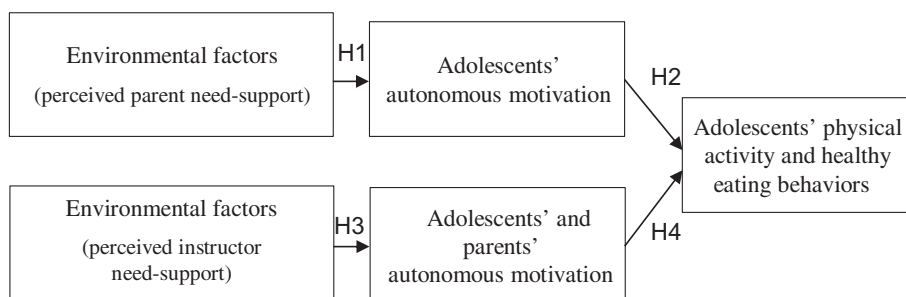 Environmental factors
(perceived parent need-support)
H1
Adolescents’
autonomous motivation
H2
Adolescents’ physical
activity and healthy
eating behaviors
Environmental factors
(perceived instructor
need-support)
H3
Adolescents’ and
parents’
autonomous motivation
H4